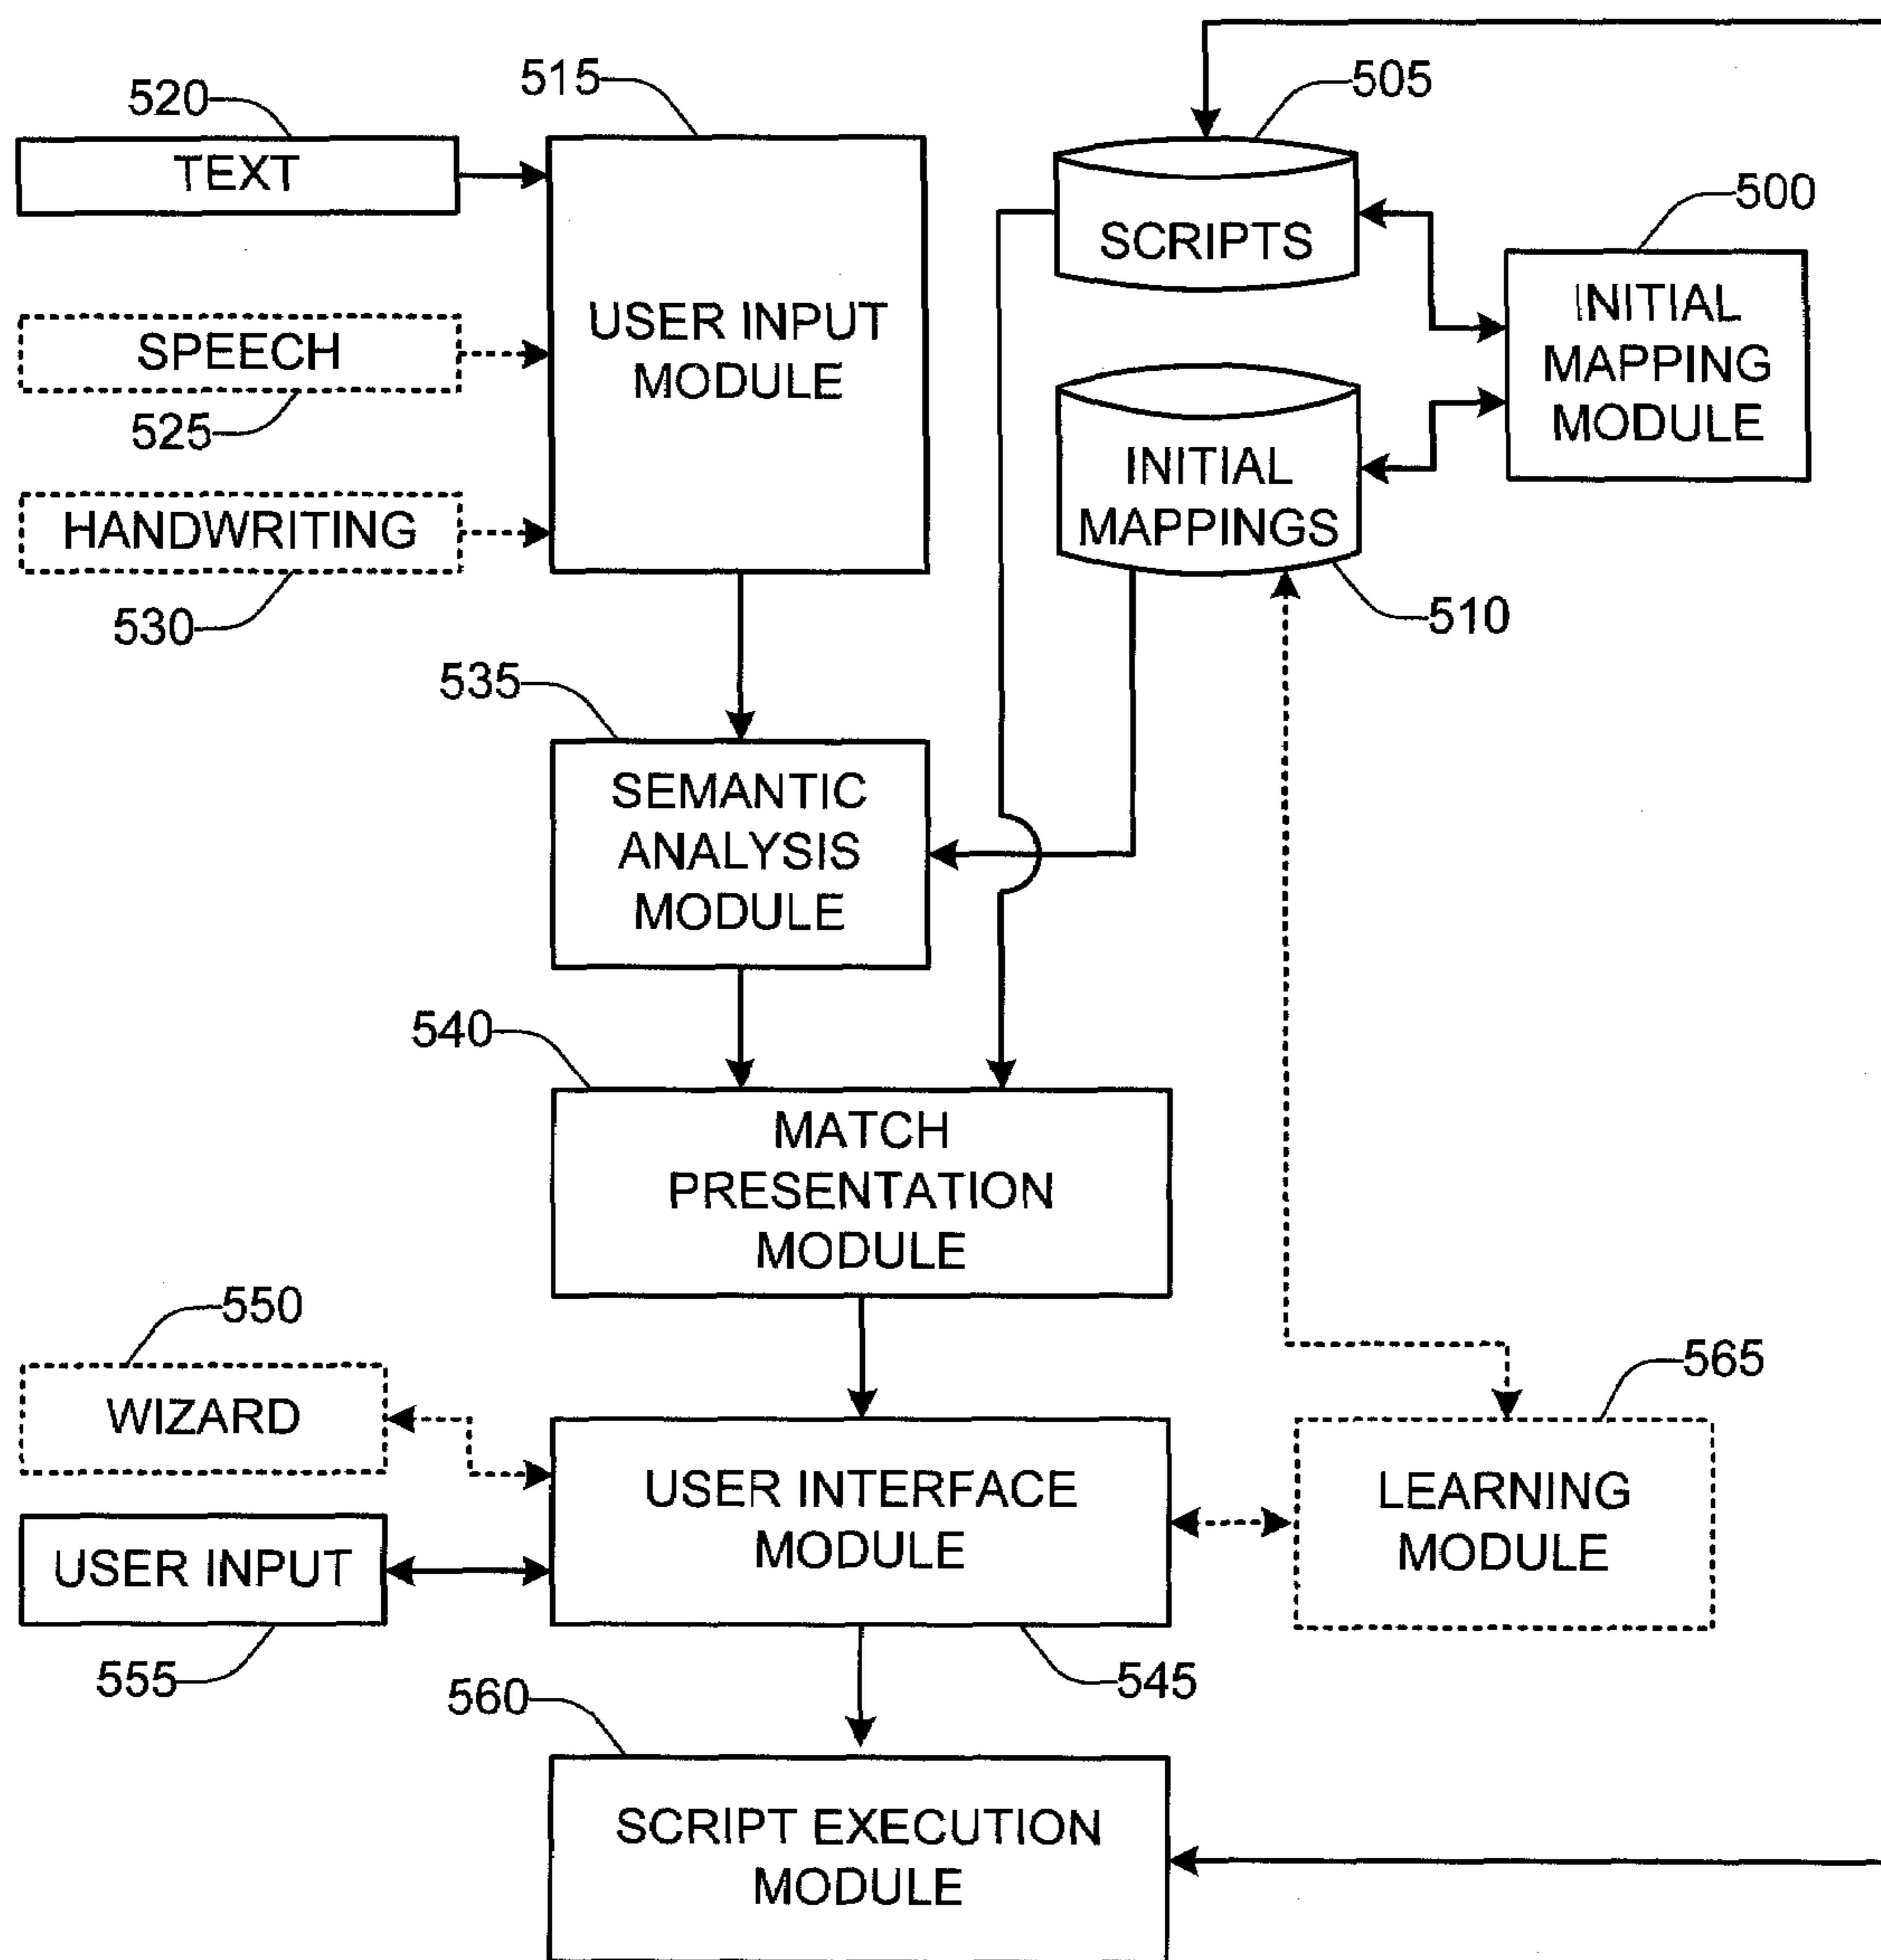 515
505
520
TEXT
500
SCRIPTS
USER INPUT
MODULE
INITIAL
MAPPING
MODULE
SPEECH
525
INITIAL
MAPPINGS
HANDWRITING
530
510
535
SEMANTIC
ANALYSIS
MODULE
540
MATCH
PRESENTATION
MODULE
550
WIZARD
565
USER INTERFACE
MODULE
LEARNING
MODULE
USER INPUT
555
545
560
SCRIPT EXECUTION
MODULE